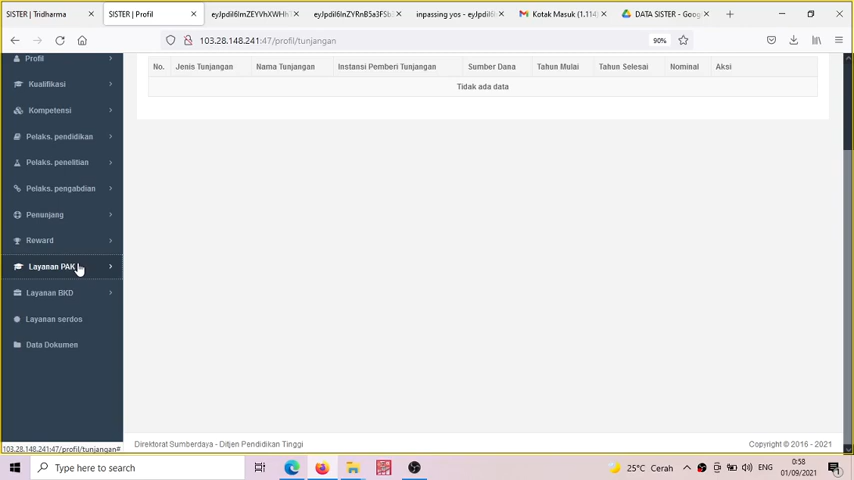 SISTER | Tridharma
SISTER | Profil
inpassing yos - eyJpdil6I
Kotak Masuk (1.114)
DATA SISTER - Goog
103.28.148.241:47/profil/tunjangan
90%
Profil
No. Jenis Tunjangan Nama Tunjangan Instansi Pemberi Tunjangan Sumber Dana Tahun Mulai Tahun Selesai Nominal Aksi
Tidak ada data
Kualifikasi
Kompetensi
Pelaks. pendidikan
Pelaks. penelitian
Pelaks. pengabdian
Penunjang
Reward
Layanan PAK
Layanan BKD
Layanan serdos
Data Dokumen
Direktorat Sumberdaya - Ditjen Pendidikan Tinggi
Copyright © 2016 - 2021
103.28.148.241:47/profil/tunjangan#
Type here to search
25°C Cerah
ENG
0:58
01/09/2021
1